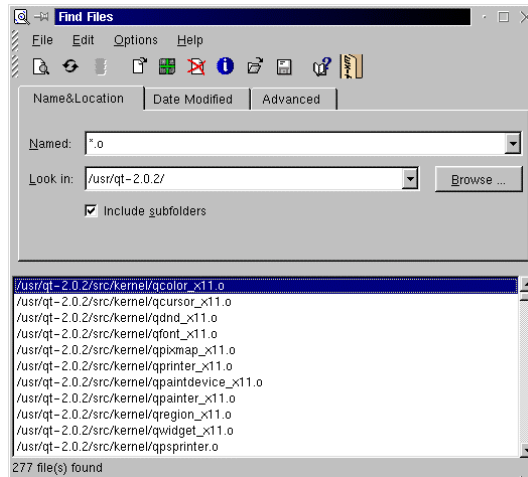 Find Files
File Edit Options Help
Name&Location Date Modified Advanced
Named: *.o
Look in: /usr/qt-2.0.2/ Browse ...
Include subfolders
/usr/qt-2.0.2/src/kernel/qcolor_x11.o
/usr/qt-2.0.2/src/kernel/qcursor_x11.o
/usr/qt-2.0.2/src/kernel/qdnd_x11.o
/usr/qt-2.0.2/src/kernel/qfont_x11.o
/usr/qt-2.0.2/src/kernel/qpixmap_x11.o
/usr/qt-2.0.2/src/kernel/qprinter_x11.o
/usr/qt-2.0.2/src/kernel/qpaintdevice_x11.o
/usr/qt-2.0.2/src/kernel/qpainter_x11.o
/usr/qt-2.0.2/src/kernel/qregion_x11.o
/usr/qt-2.0.2/src/kernel/qwidget_x11.o
/usr/qt-2.0.2/src/kernel/qpsprinter.o
277 file(s) found